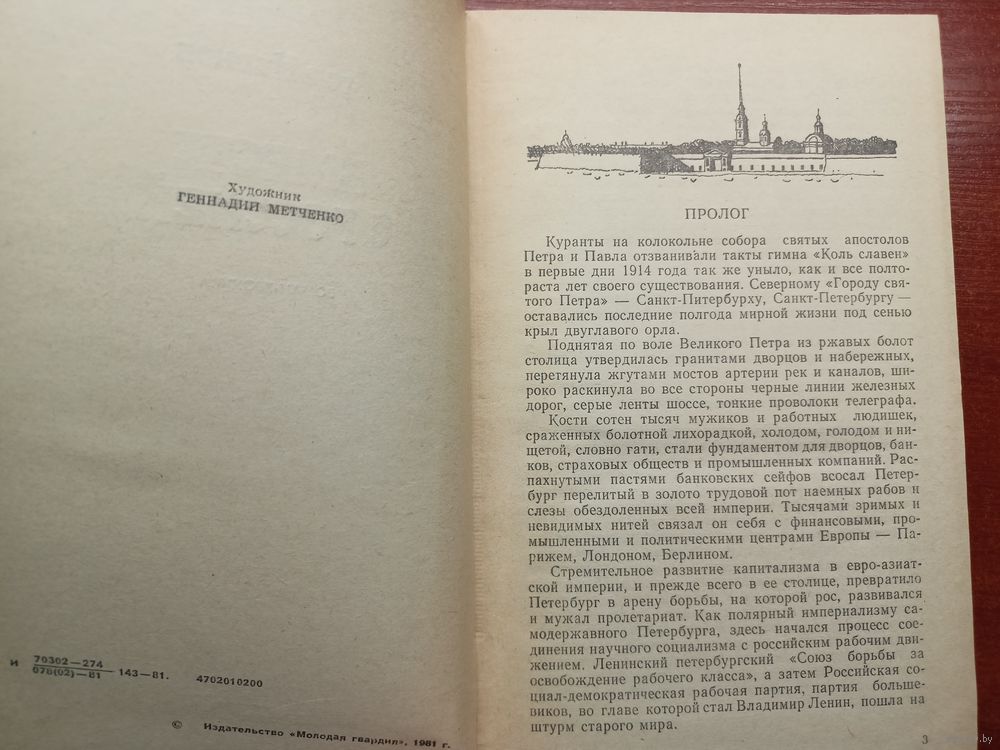 Художник
ГЕННАДИЙ МЕТЧЕНКО
И 70302—274
078(02)—81 —143—81. 4702010200
© Издательство «Молодая гвардия», 1981 г.
ПРОЛОГ
Куранты на колокольне собора святых апостолов
Петра и Павла отзванивали такты гимна «Коль славен»
в первые дни 1914 года так же уныло, как и все полто-
раста лет своего существования. Северному «Городу свя-
того Петра» — Санкт-Питербурху, Санкт-Петербургу —
оставались последние полгода мирной жизни под сенью
крыл двуглавого орла.
Поднятая по воле Великого Петра из ржавых болот
столица утвердилась гранитами дворцов и набережных,
перетянула жгутами мостов артерии рек и каналов, ши-
роко раскинула во все стороны черные линии железных
дорог, серые ленты шоссе, тонкие проволоки телеграфа.
Кости сотен тысяч мужиков и работных людишек,
сраженных болотной лихорадкой, холодом, голодом и ни-
щетой, словно гати, стали фундаментом для дворцов, бан-
ков, страховых обществ и промышленных компаний. Рас-
пахнутыми пастями банковских сейфов всосал Петер-
бург перелитый в золото трудовой пот наемных рабов и
слезы обездоленных всей империи. Тысячами зримых и
невидимых нитей связал он себя с финансовыми, про-
мышленными и политическими центрами Европы — Па-
рижем, Лондоном, Берлином.
Стремительное развитие капитализма в евро-азиат-
ской империи, и прежде всего в ее столице, превратило
Петербург в арену борьбы, на которой рос, развивался
и мужал пролетариат. Как полярный империализму са-
модержавного Петербурга, здесь начался процесс сое-
динения научного социализма с российским рабочим дви-
жением. Ленинский петербургский «Союз борьбы за
освобождение рабочего класса», а затем Российская со-
циал-демократическая рабочая партия, партия больше-
виков, во главе которой стал Владимир Ленин, пошла на
штурм старого мира.
3